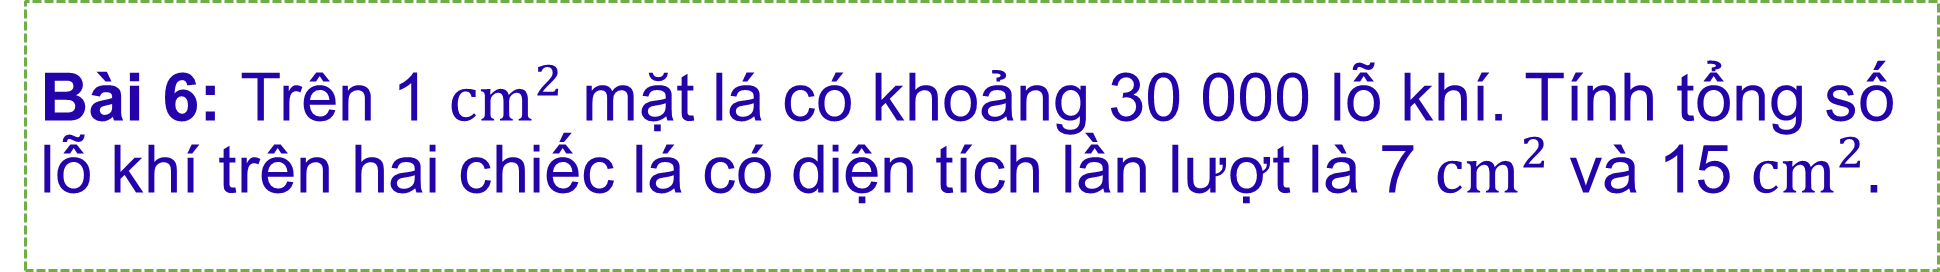 Bài 6: Trên 1 cm² mặt lá có khoảng 30 000 lỗ khí. Tính tổng số
lỗ khí trên hai chiếc lá có diện tích lần lượt là 7 cm² và 15 cm².